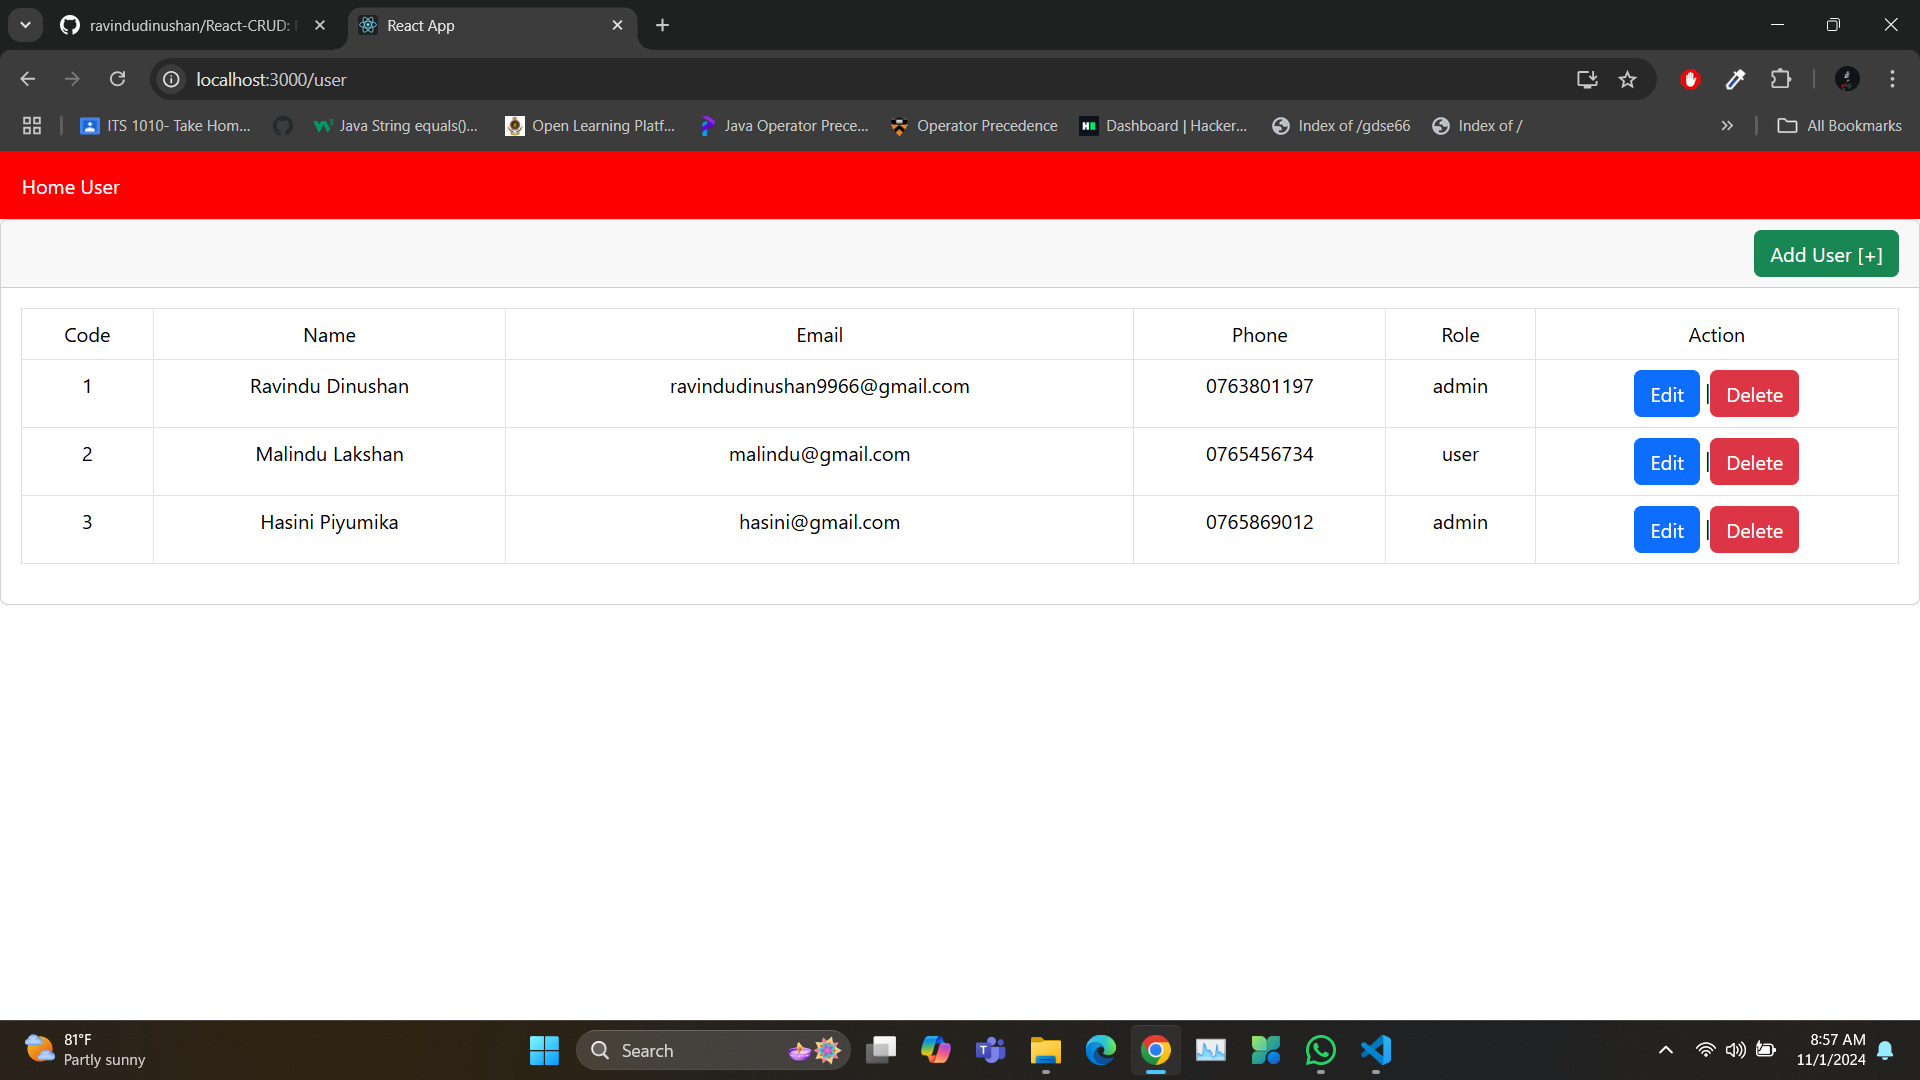 ravindudinushan/React-CRUD:
React App
localhost:3000/user
ITS 1010- Take Hom...
Java String equals()...
Open Learning Platf...
Java Operator Prece...
Operator Precedence
Dashboard | Hacker...
Index of /gdse66
Index of /
All Bookmarks
Home User
Add User [+]
Code Name Email Phone Role Action
1 Ravindu Dinushan ravindudinushan9966@gmail.com 0763801197 admin Edit | Delete
2 Malindu Lakshan malindu@gmail.com 0765456734 user Edit | Delete
3 Hasini Piyumika hasini@gmail.com 0765869012 admin Edit | Delete
81°F
Partly sunny
Search
8:57 AM
11/1/2024